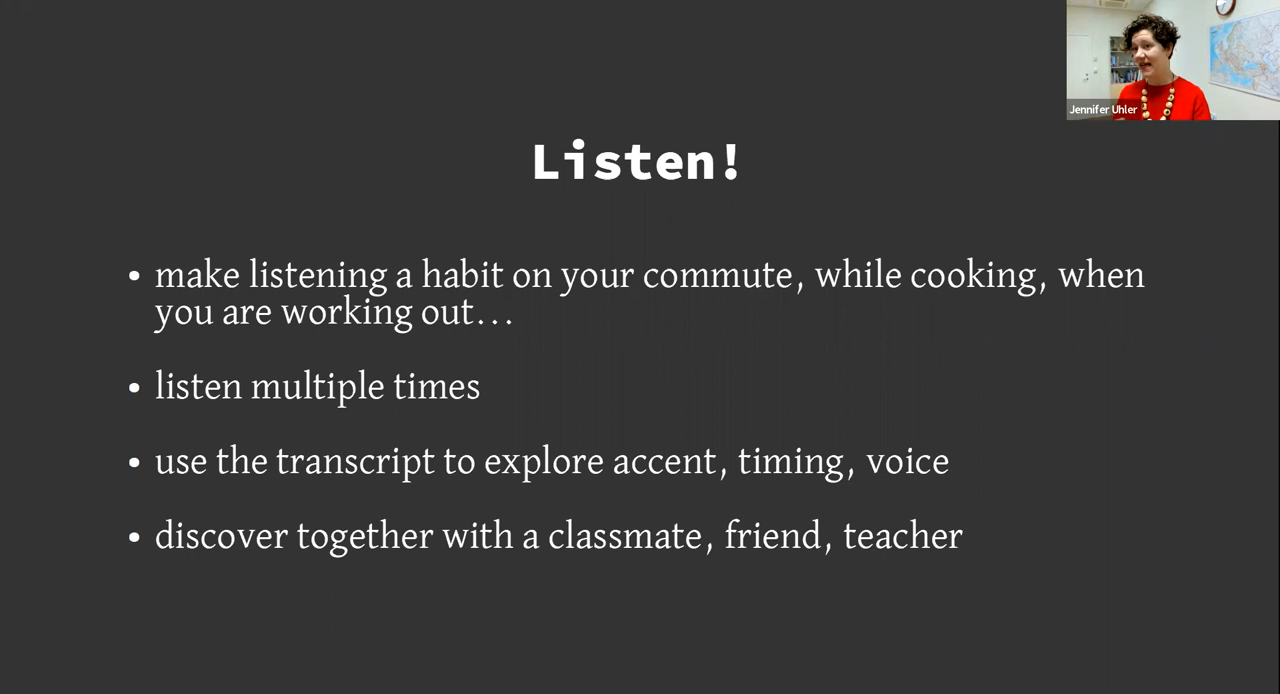 Jennifer Uhler
Listen!
• make listening a habit on your commute, while cooking, when
you are working out...
• listen multiple times
• use the transcript to explore accent, timing, voice
• discover together with a classmate, friend, teacher